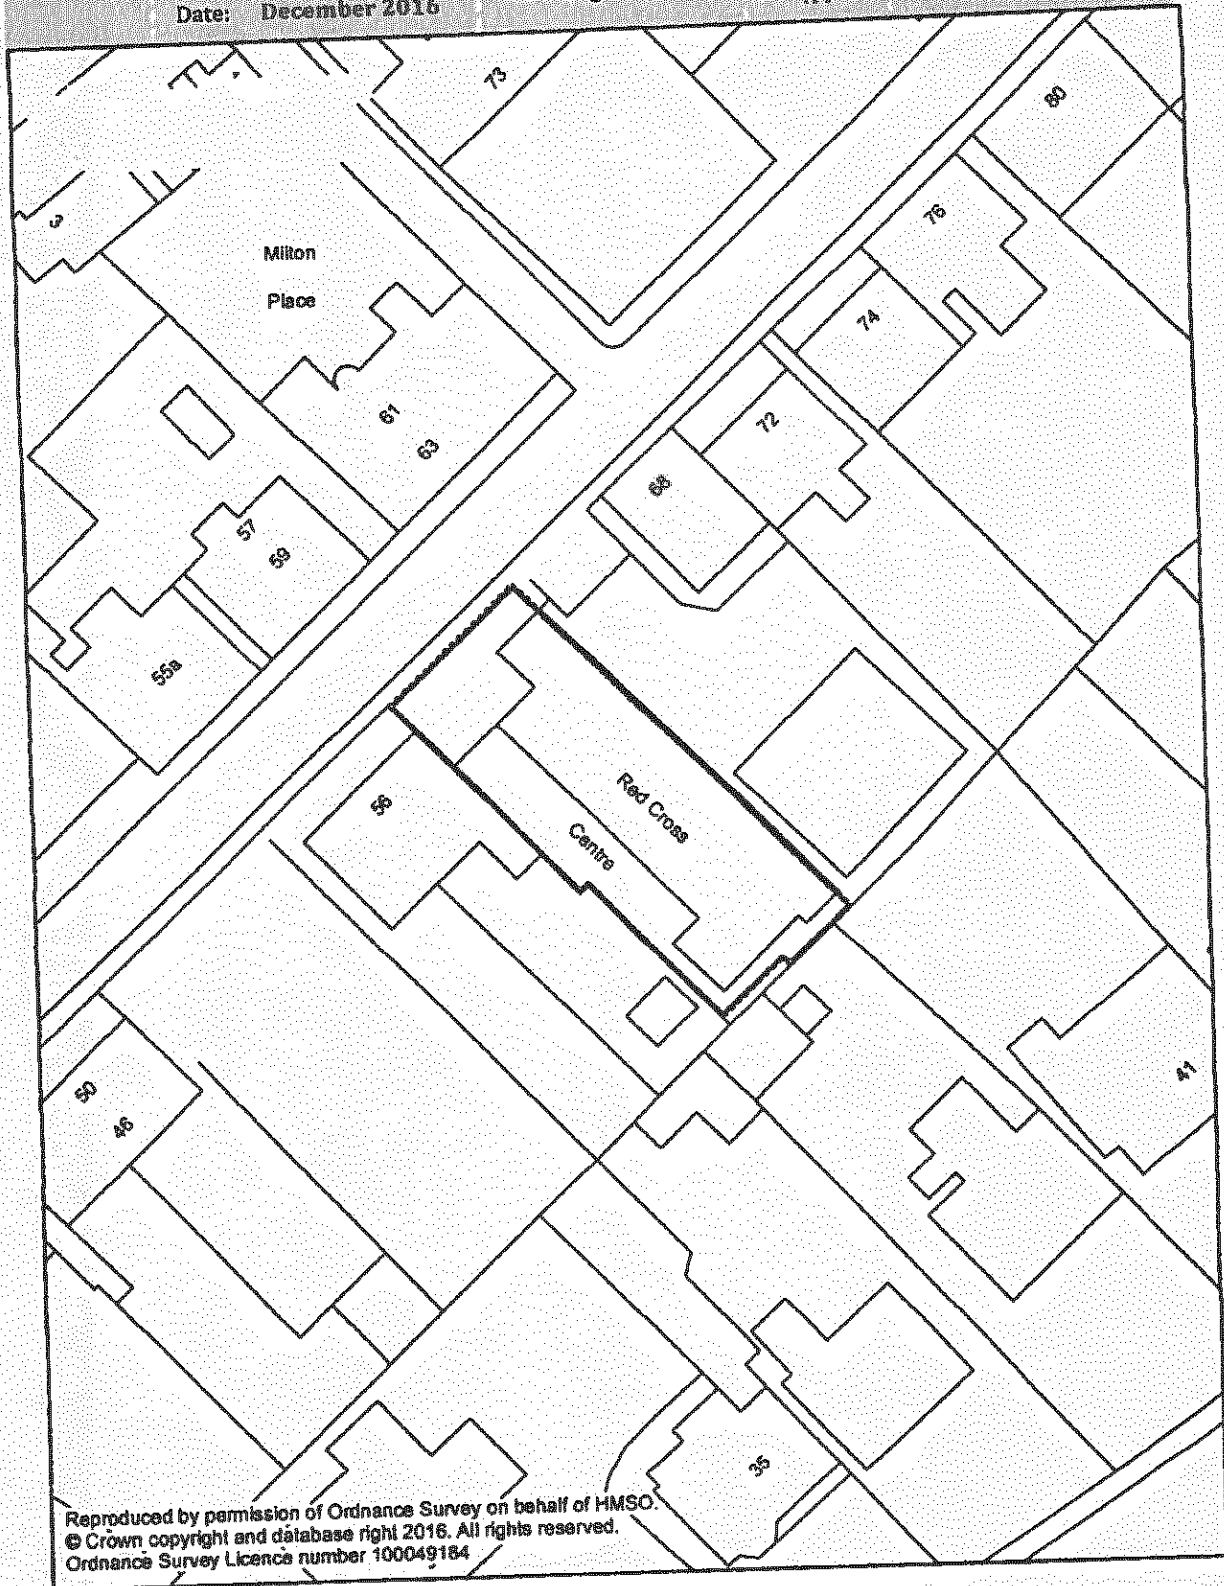 Date: December 2016
73
80
76
3
Milton
Place
74
61
63
72
68
57
59
55a
56
Red Cross
Centre
50
46
41
35
Reproduced by permission of Ordnance Survey on behalf of HMSO.
© Crown copyright and database right 2016. All rights reserved.
Ordnance Survey Licence number 100049184